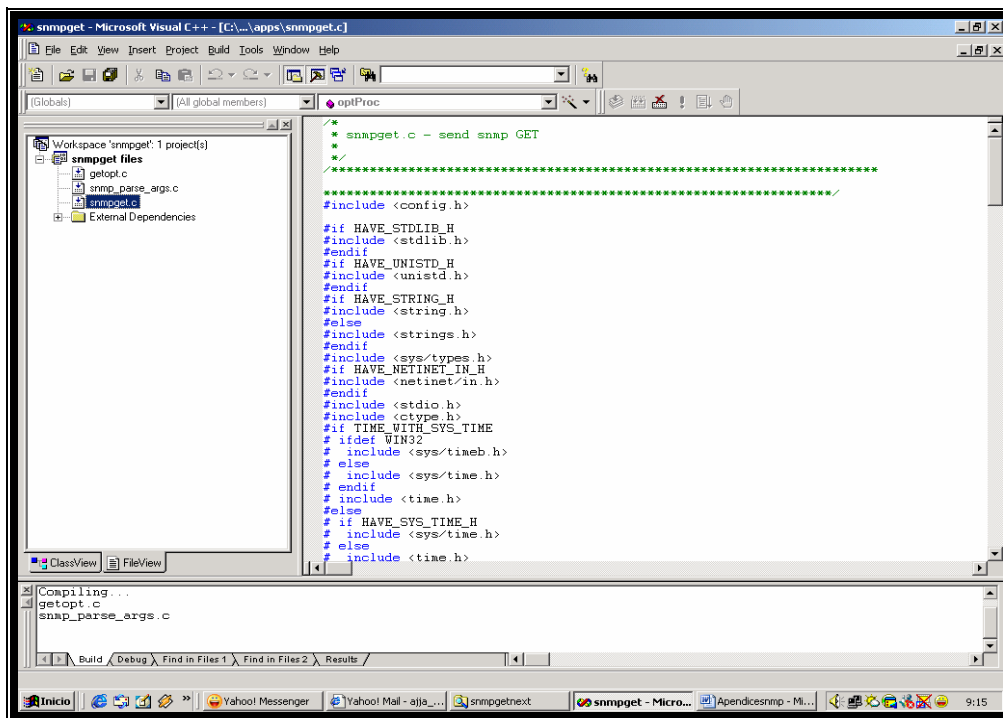 snmpget - Microsoft Visual C++ - [C:\...\apps\snmpget.c]
File Edit View Insert Project Build Tools Window Help
(Globals) (All global members) optProc
Workspace 'snmpget': 1 project(s)
snmpget files
getopt.c
snmp_parse_args.c
snmpget.c
External Dependencies
ClassView FileView
/*
* snmpget.c - send snmp GET
*
*/
/***********************************************************************
******************************************************************/
#include <config.h>
#if HAVE_STDLIB_H
#include <stdlib.h>
#endif
#if HAVE_UNISTD_H
#include <unistd.h>
#endif
#if HAVE_STRING_H
#include <string.h>
#else
#include <strings.h>
#endif
#include <sys/types.h>
#if HAVE_NETINET_IN_H
#include <netinet/in.h>
#endif
#include <stdio.h>
#include <ctype.h>
#if TIME_WITH_SYS_TIME
# ifdef WIN32
#  include <sys/timeb.h>
# else
#  include <sys/time.h>
# endif
# include <time.h>
#else
# if HAVE_SYS_TIME_H
#  include <sys/time.h>
# else
#  include <time.h>
Compiling...
getopt.c
snmp_parse_args.c
Build Debug Find in Files 1 Find in Files 2 Results
Inicio » Yahoo! Messenger Yahoo! Mail - ajja_... snmpgetnext snmpget - Micro... Apendicesnmp - Mi... 9:15